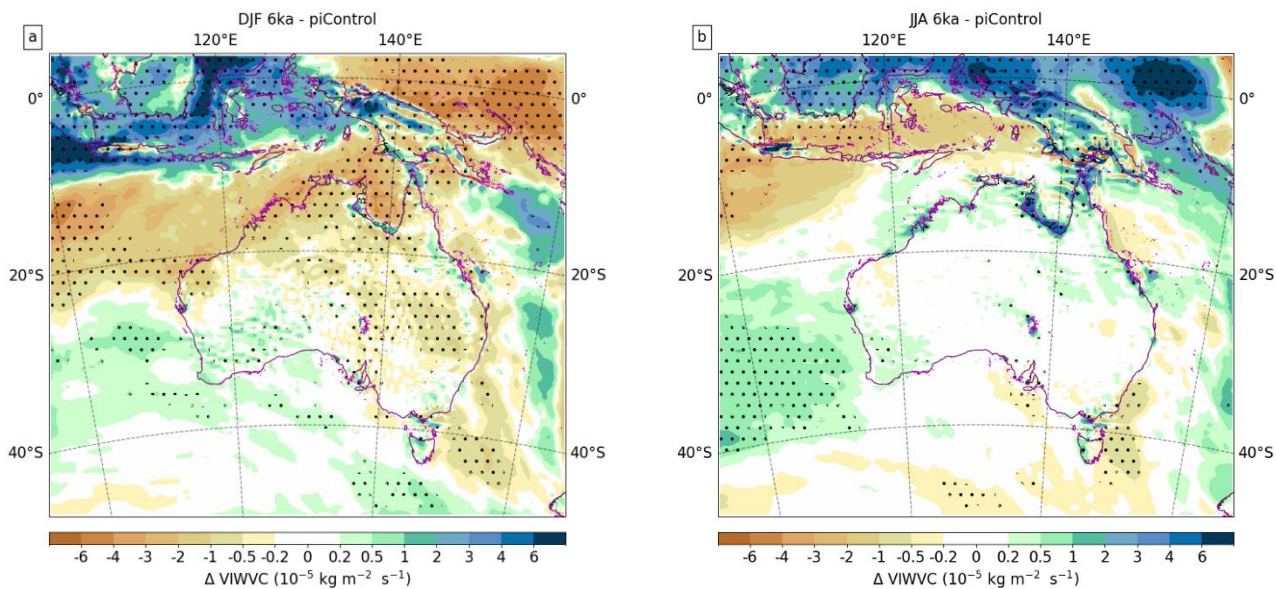 DJF 6ka - piControl
a
120°E 140°E
0° 0°
20°S 20°S
40°S 40°S
-6 -4 -3 -2 -1 -0.5 -0.2 0 0.2 0.5 1 2 3 4 6
Δ VIWVC (10⁻⁵ kg m⁻² s⁻¹)
JJA 6ka - piControl
b
120°E 140°E
0° 0°
20°S 20°S
40°S 40°S
-6 -4 -3 -2 -1 -0.5 -0.2 0 0.2 0.5 1 2 3 4 6
Δ VIWVC (10⁻⁵ kg m⁻² s⁻¹)